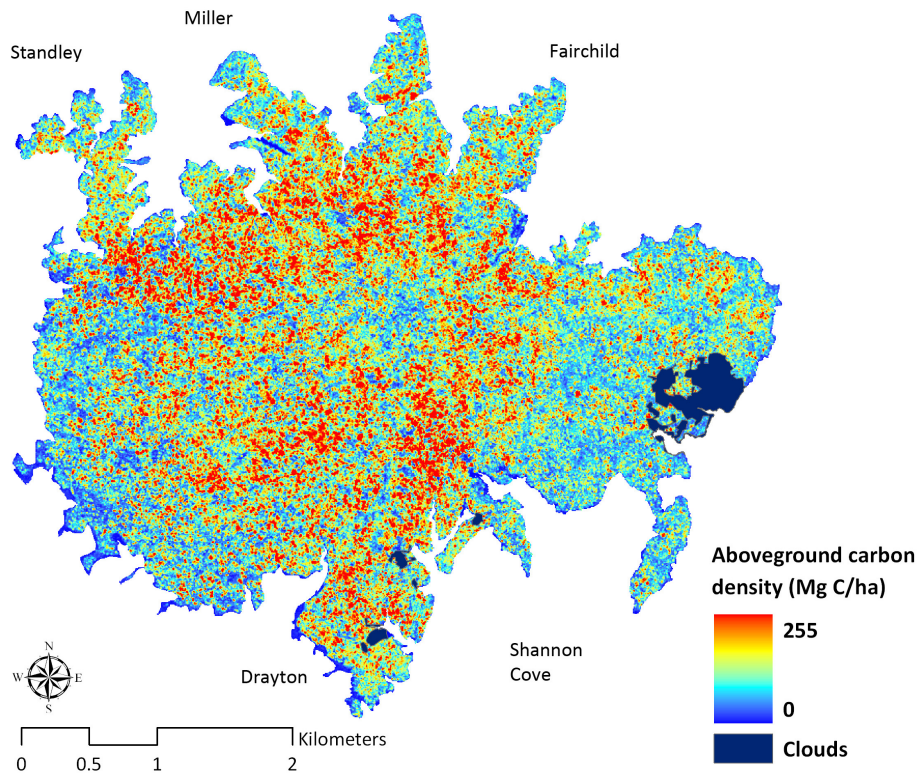 Miller
Standley
Fairchild
Aboveground carbon
density (Mg C/ha)
255
0
Clouds
Shannon
Cove
Drayton
N
W E
S
Kilometers
0 0.5 1 2